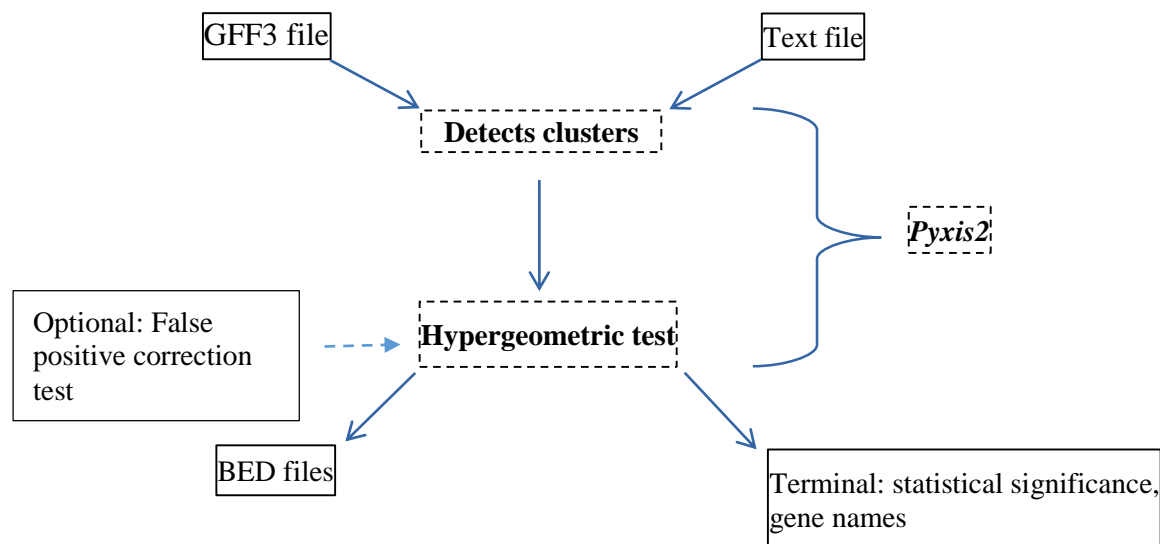 GFF3 file
Text file
Detects clusters
Pyxis2
Optional: False
positive correction
test
Hypergeometric test
BED files
Terminal: statistical significance,
gene names